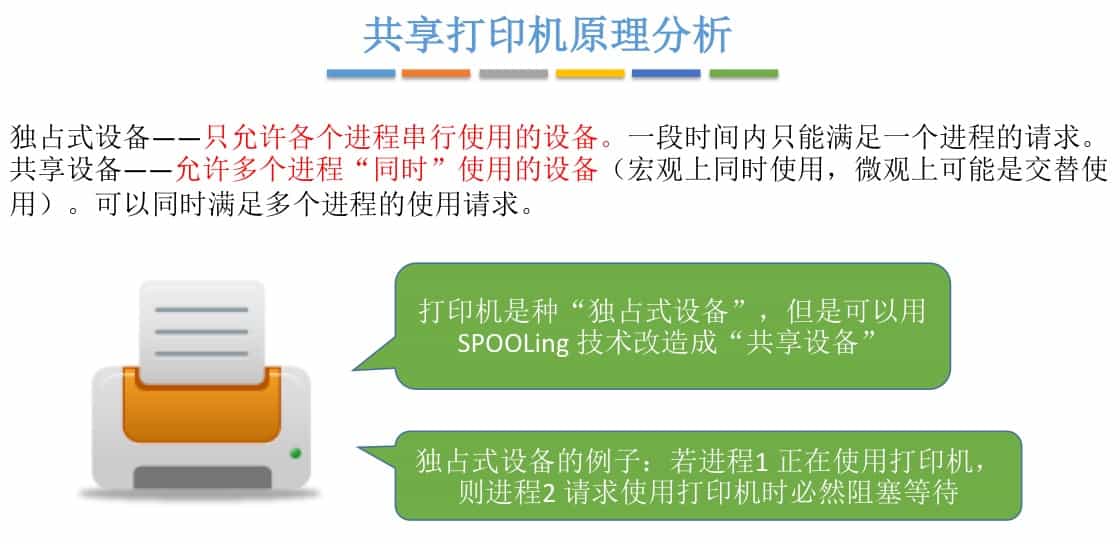 共享打印机原理分析
独占式设备——只允许各个进程串行使用的设备。一段时间内只能满足一个进程的请求。
共享设备——允许多个进程“同时”使用的设备（宏观上同时使用，微观上可能是交替使
用）。可以同时满足多个进程的使用请求。
打印机是种“独占式设备”，但是可以用
SPOOLing 技术改造成“共享设备”
独占式设备的例子：若进程1 正在使用打印机，
则进程2 请求使用打印机时必然阻塞等待